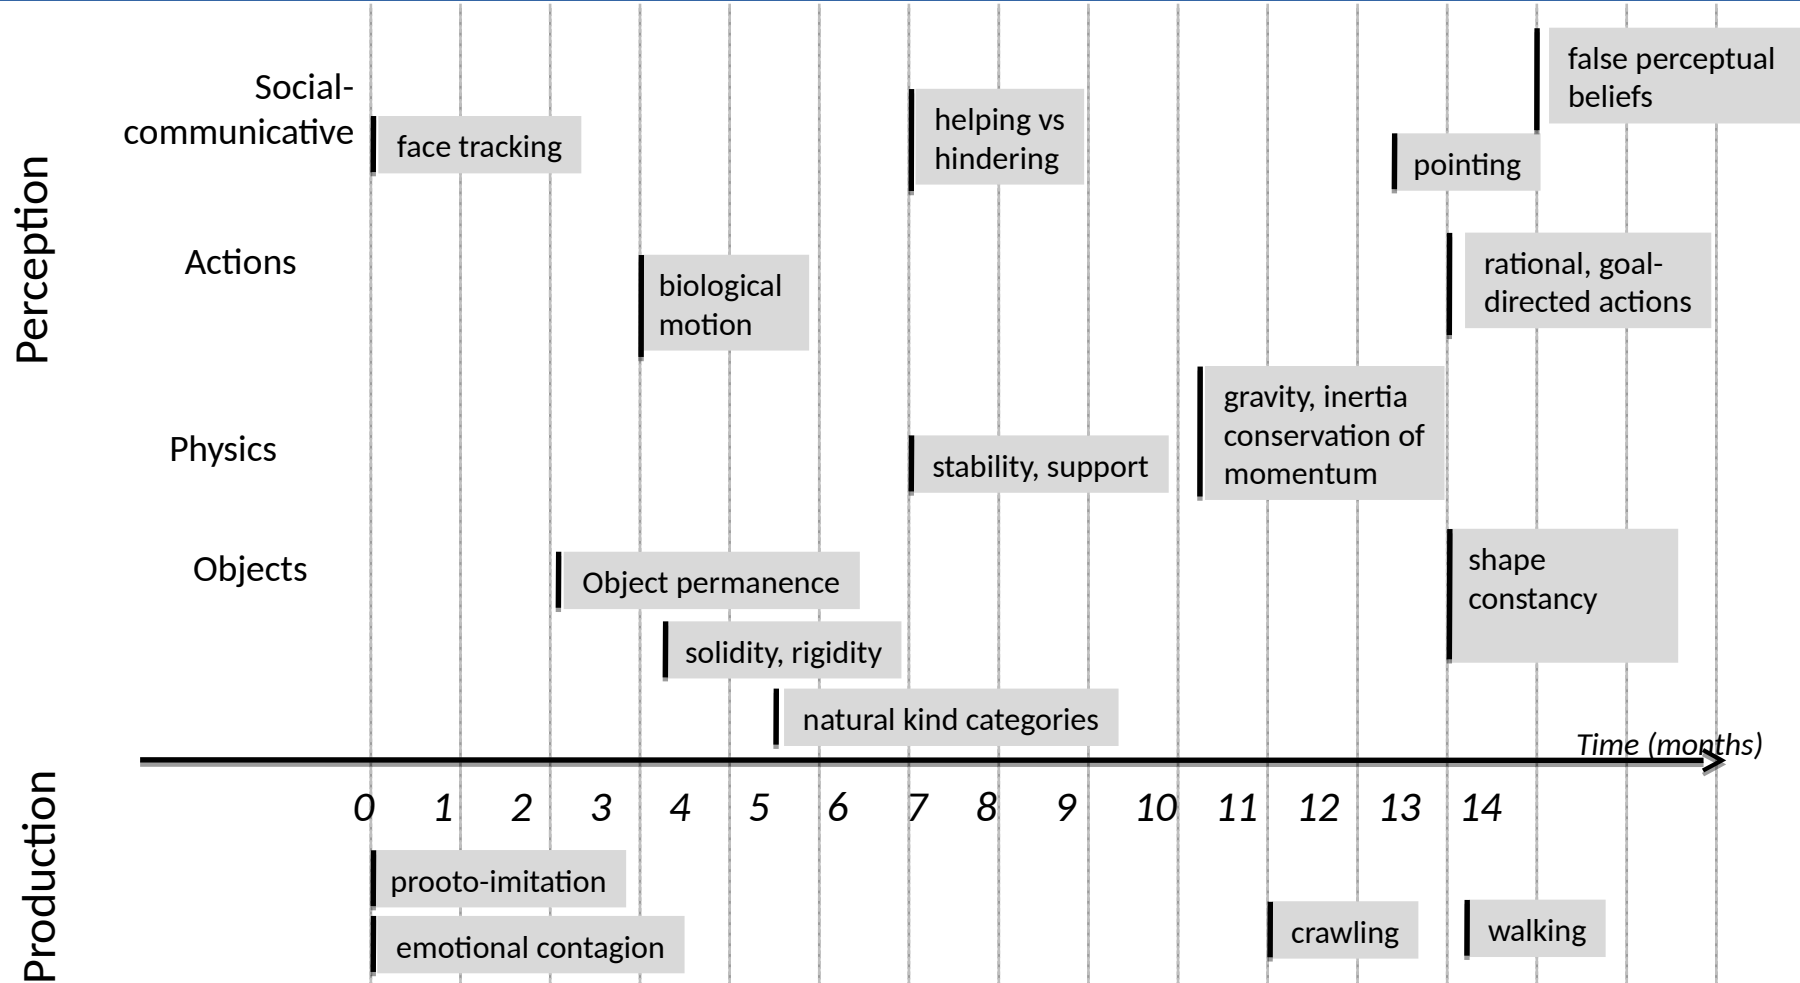 Perception
Social-
communicative
face tracking
helping vs
hindering
false perceptual
beliefs
pointing
Actions
biological
motion
rational, goal-
directed actions
Physics
stability, support
gravity, inertia
conservation of
momentum
Objects
Object permanence
solidity, rigidity
natural kind categories
shape
constancy
Time (months)
0 1 2 3 4 5 6 7 8 9 10 11 12 13 14
Production
prooto-imitation
emotional contagion
crawling
walking